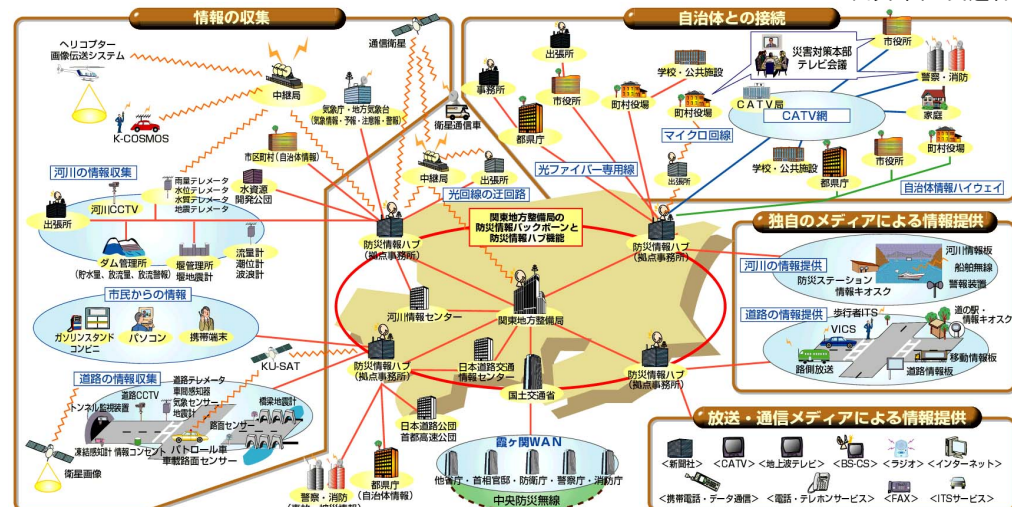 情報の収集
ヘリコプター
画像伝送システム
中継局
K-COSMOS
気象庁・地方気象台
(気象情報・予報・注意報・警報)
市区町村(自治体情報)
通信衛星
衛星通信車
中継局
出張所
光回線の迂回路
河川の情報収集
出張所
河川CCTV
雨量テレメータ
水位テレメータ
水質テレメータ
地震テレメータ
水資源
開発公団
ダム管理所
(貯水量、放流量、放流警報)
堰管理所
堰地震計
流量計
潮位計
波浪計
市民からの情報
ガソリンスタンド
コンビニ
パソコン
携帯端末
KU-SAT
道路の情報収集
道路CCTV
トンネル監視装置
道路テレメータ
車間感知器
気象センサー
地震計
路面センサー
橋梁地震計
凍結感知計
情報コンセント
パトロール車
車載路面センサー
衛星画像
防災情報ハブ
(拠点事務所)
関東地方整備局の
防災情報バックボーンと
防災情報ハブ機能
防災情報ハブ
(拠点事務所)
河川情報センター
関東地方整備局
防災情報ハブ
(拠点事務所)
日本道路交通
情報センター
国土交通省
防災情報ハブ
(拠点事務所)
日本道路公団
首都高速公団
警察・消防
都県庁
(自治体情報)
霞ヶ関WAN
他省庁・首相官邸・防衛庁・警察庁・消防庁
中央防災無線
自治体との接続
出張所
事務所
市役所
都県庁
学校・公共施設
町村役場
町村役場
災害対策本部
テレビ会議
市役所
警察・消防
CATV局
CATV網
家庭
マイクロ回線
光ファイバー専用線
出張所
学校・公共施設
都県庁
市役所
町村役場
自治体情報ハイウェイ
独自のメディアによる情報提供
河川の情報提供
防災ステーション
情報キオスク
河川情報板
船舶無線
警報装置
道路の情報提供
歩行者ITS
VICS
道の駅・
情報キオスク
路側放送
移動情報板
道路情報板
放送・通信メディアによる情報提供
<新聞社>
<CATV>
<地上波テレビ>
<BS・CS>
<ラジオ>
<インターネット>
<携帯電話・データ通信>
<電話・テレホンサービス>
<FAX>
<ITSサービス>